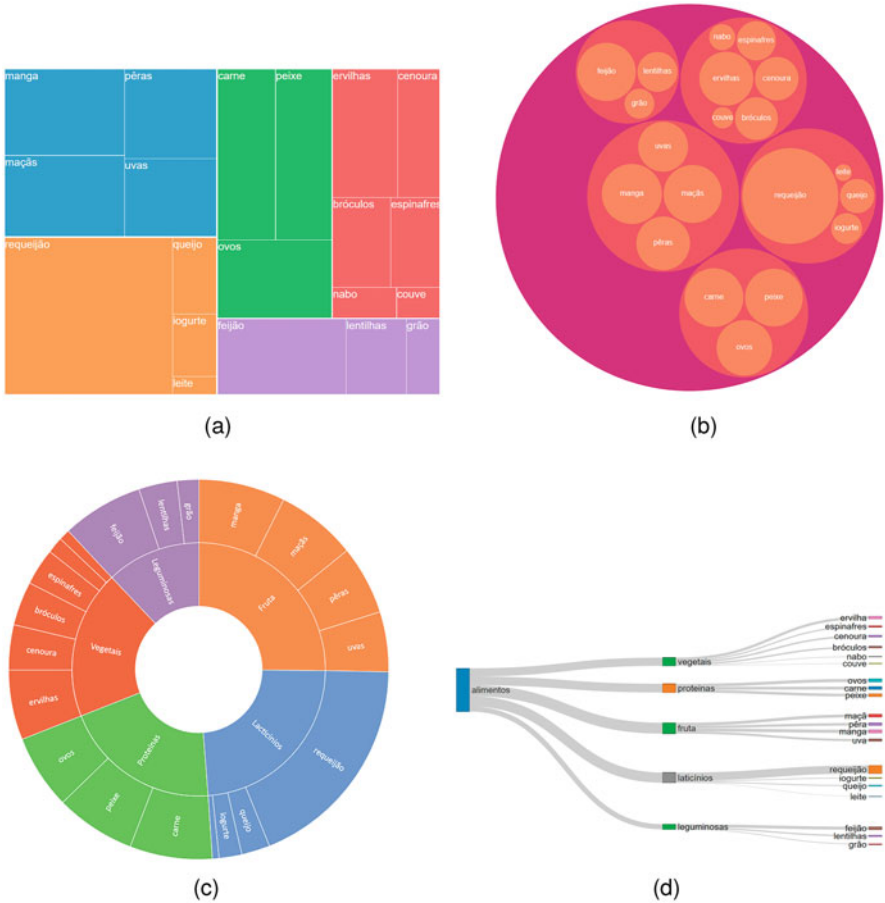 manga
pêras
carne
peixe
ervilhas
cenoura
maçãs
uvas
bróculos
espinafres
requeijão
queijo
ovos
nabo
couve
iogurte
feijão
lentilhas
grão
leite
(a)
nabo
espinafres
feijão
lentilhas
ervilhas
cenoura
grão
couve
bróculos
uvas
manga
maçãs
requeijão
leite
queijo
iogurte
pêras
carne
peixe
ovos
(b)
manga
maçãs
pêras
uvas
Fruta
requeijão
queijo
iogurte
Lacticínios
carne
peixe
ovos
Proteínas
ervilhas
cenoura
bróculos
espinafres
Vegetais
feijão
lentilhas
grão
Leguminosas
(c)
alimentos
vegetais
proteinas
fruta
laticínios
leguminosas
ervilha
espinafres
cenoura
bróculos
nabo
couve
ovos
carne
peixe
maçã
pêra
manga
uva
requeijão
iogurte
queijo
leite
feijão
lentilhas
grão
(d)